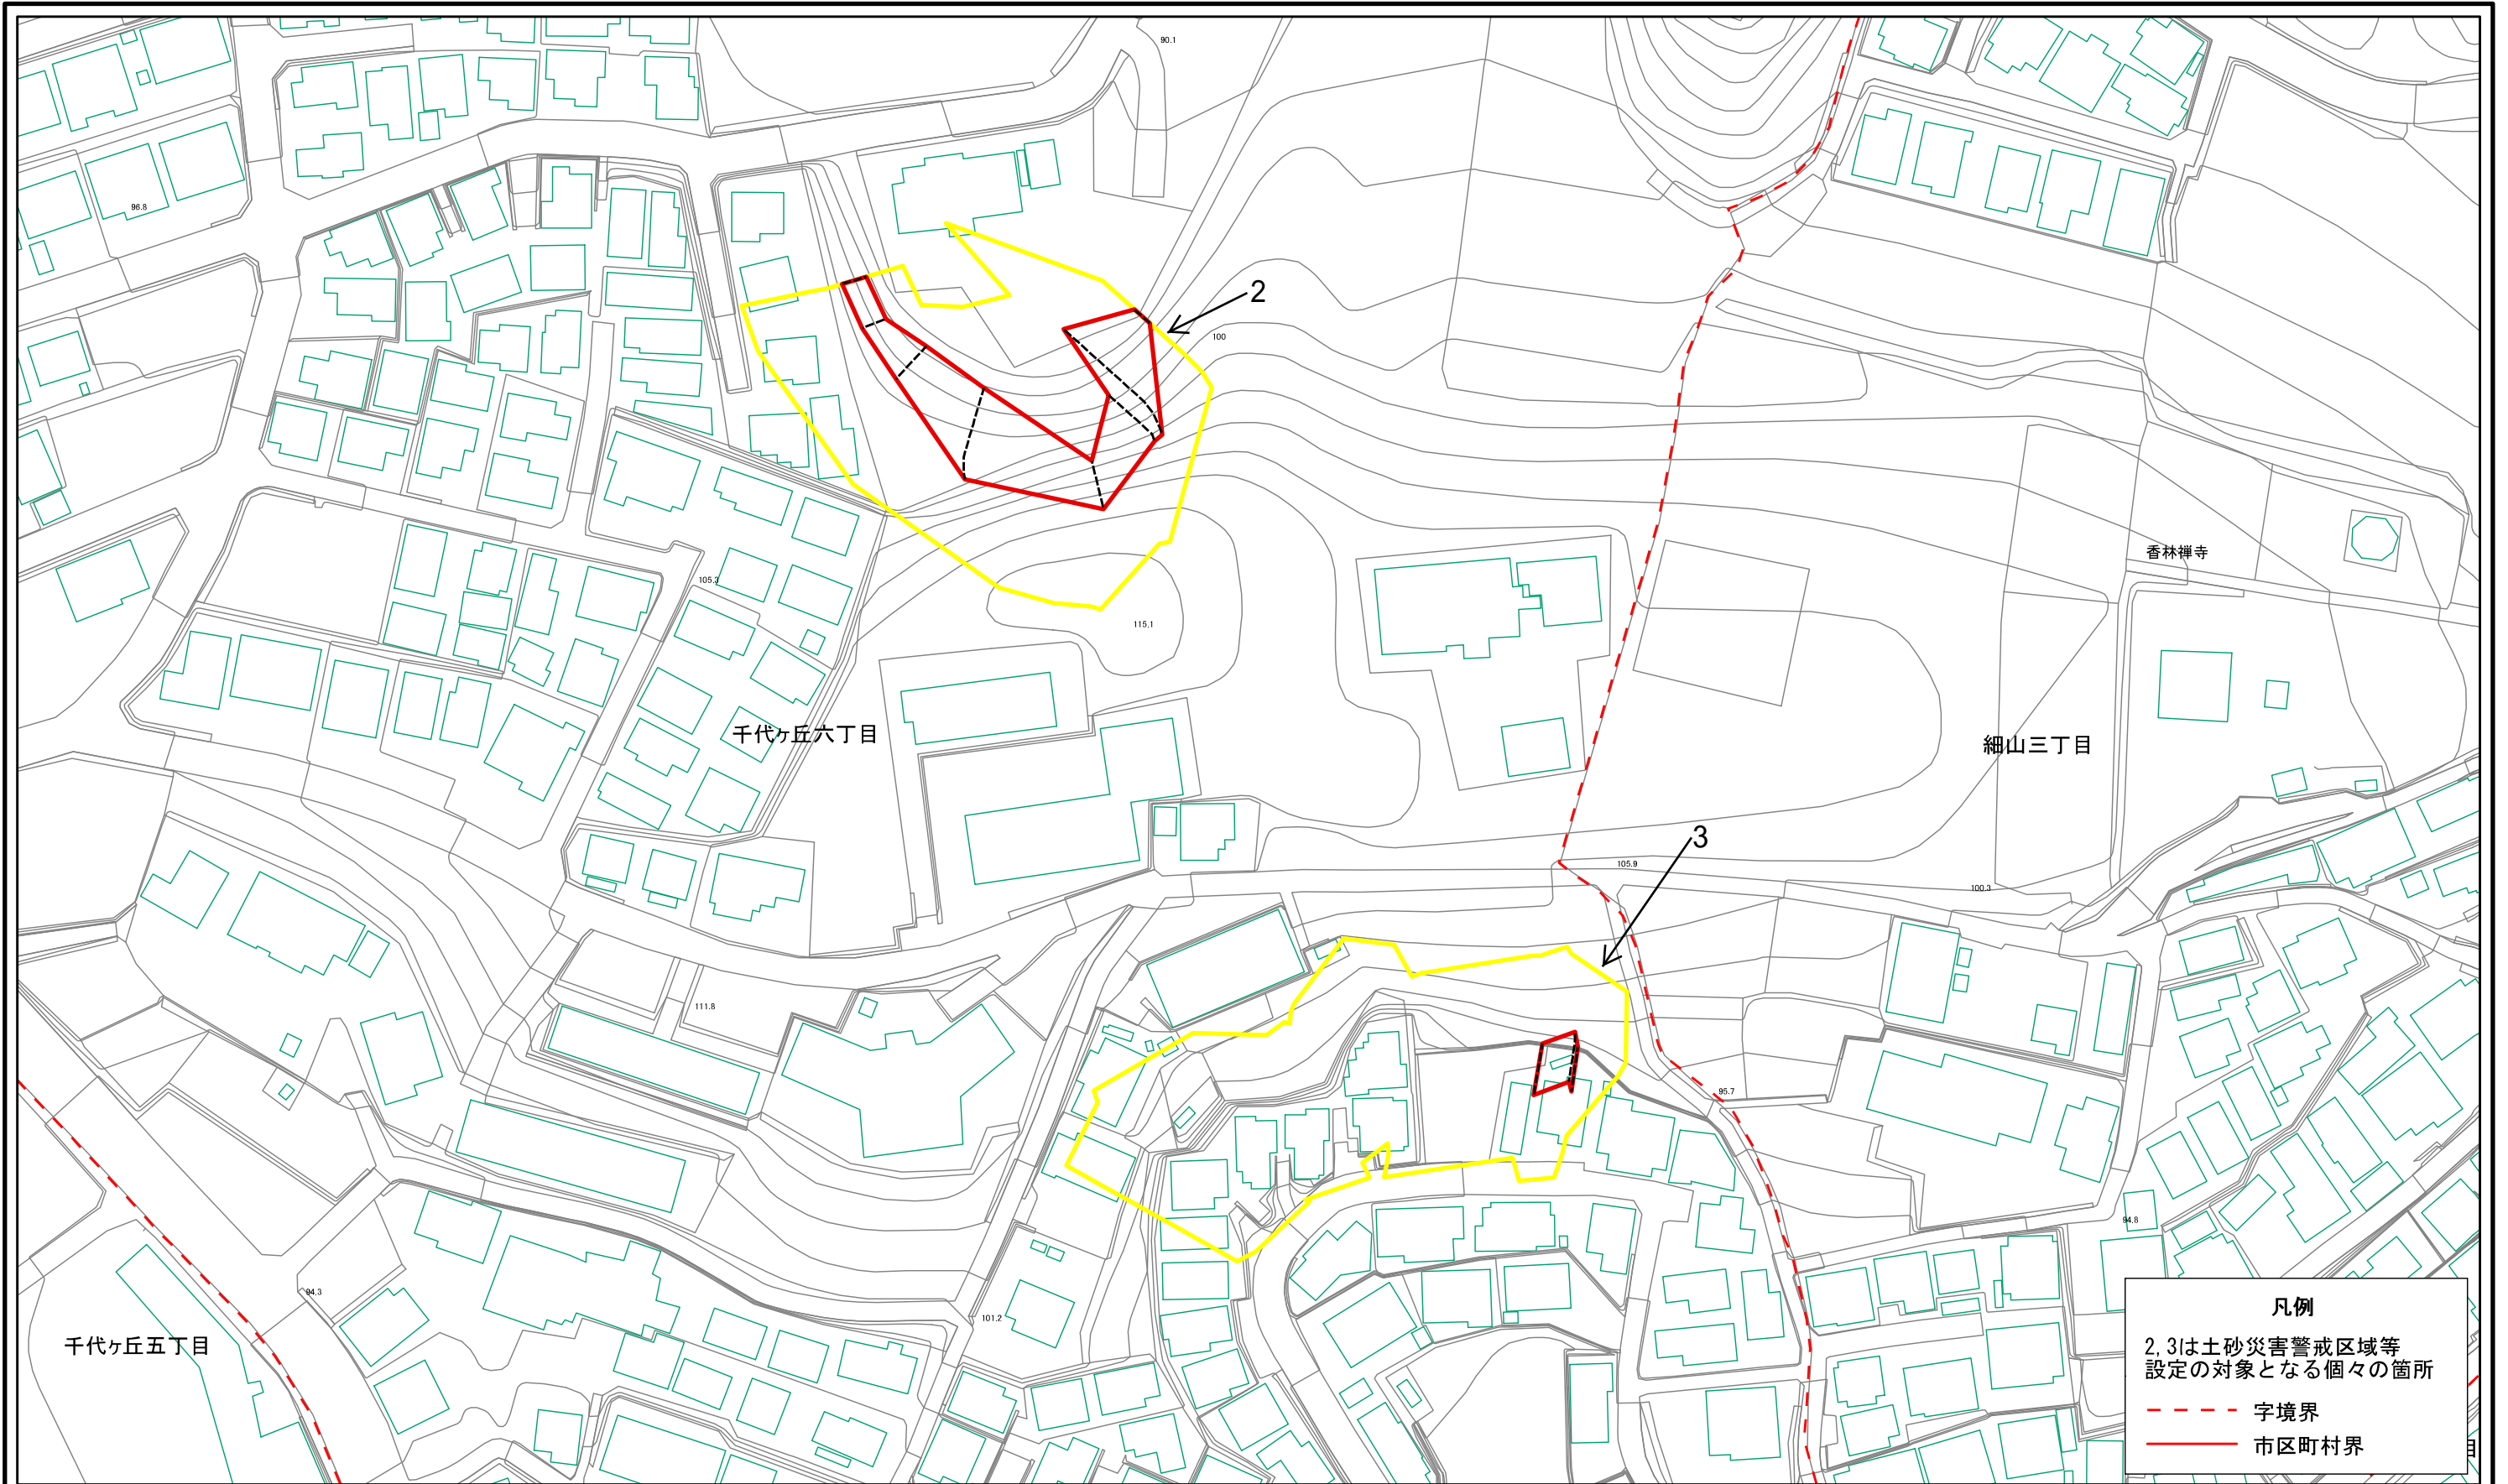 90.1
96.8
2
100
香林禅寺
105.3
115.1
千代ヶ丘六丁目
細山三丁目
3
105.9
100.3
111.8
95.7
94.8
94.3
101.2
千代ヶ丘五丁目
凡例
2,3は土砂災害警戒区域等
設定の対象となる個々の箇所
字境界
市区町村界
目